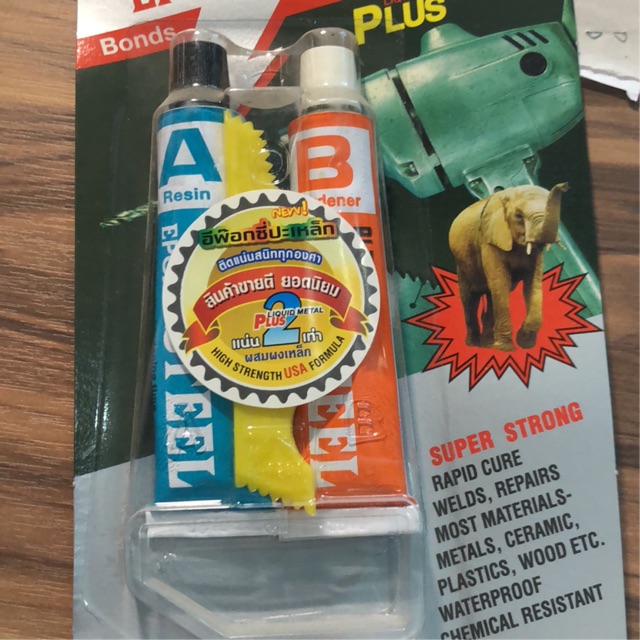 Bonds
PLUS
A
Resin
EPO
STEEL
B
dener
EEL
NEW!
อีพ๊อกซี่ปะเหล็ก
ติดแน่นสนิททุกองศา
สินค้าขายดี ยอดนิยม
LIQUID METAL
PLUS
2
แน่น
เท่า
ผสมผงเหล็ก
HIGH STRENGTH USA FORMULA
SUPER STRONG
RAPID CURE
WELDS, REPAIRS
MOST MATERIALS-
METALS, CERAMIC,
PLASTICS, WOOD ETC.
WATERPROOF
CHEMICAL RESISTANT